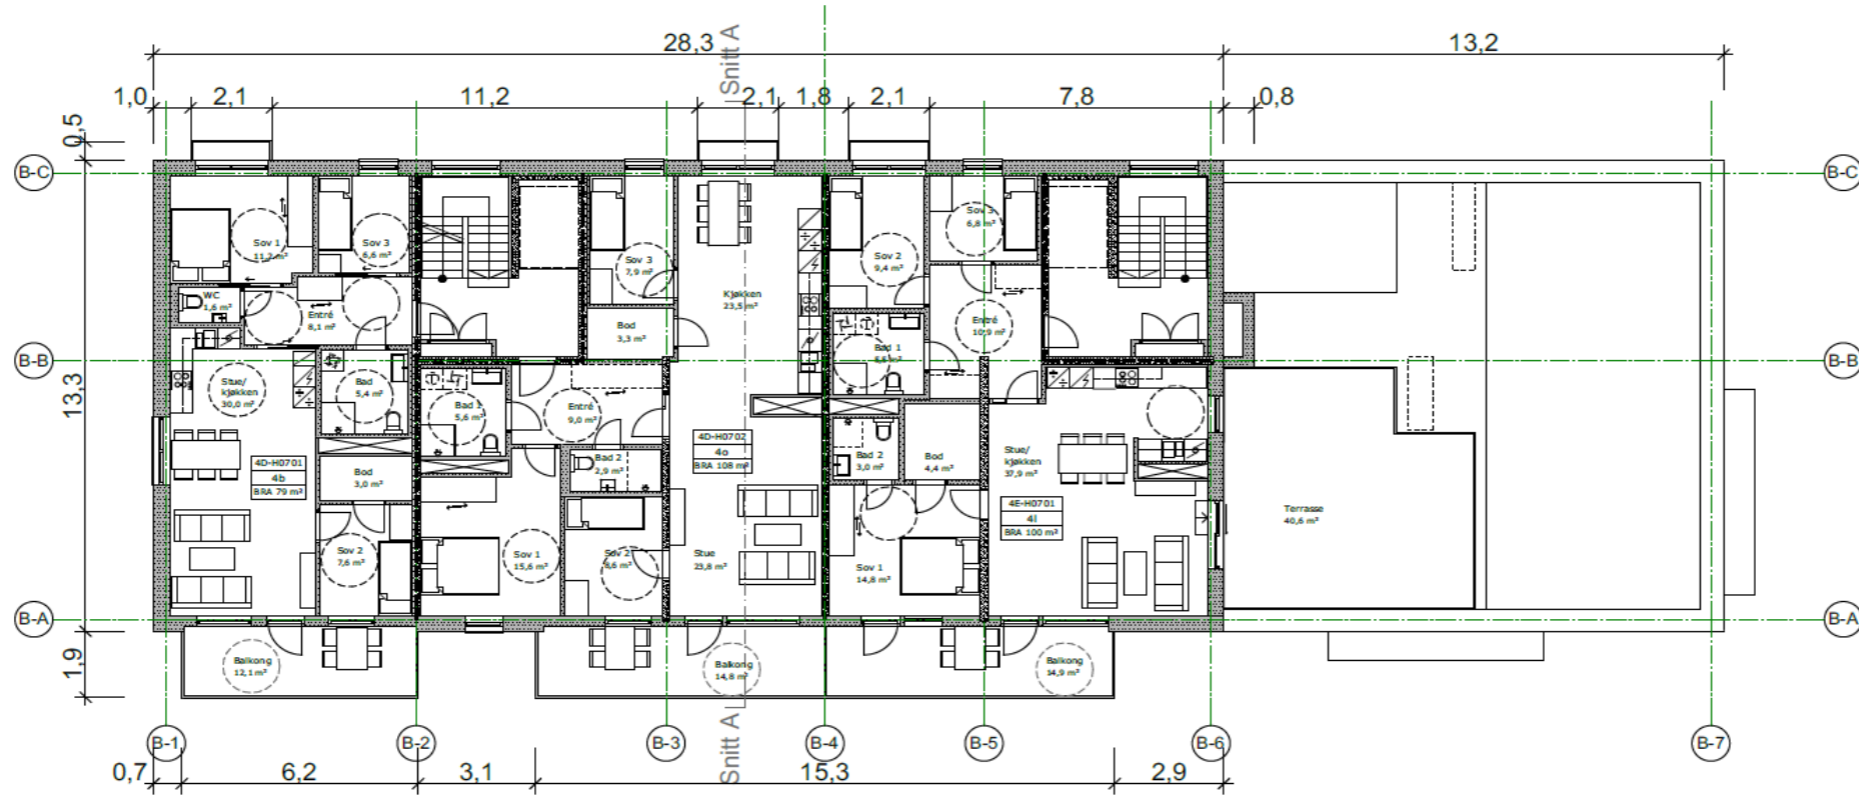 28,3
13,2
Snitt A
1,0
2,1
11,2
2,1
1,8
2,1
7,8
0,8
0,5
B-C
B-C
Sov 1
11,2 m²
Sov 3
6,6 m²
Sov 3
7,9 m²
Kjøkken
23,5 m²
Sov 2
9,4 m²
Sov 3
6,8 m²
WC
1,6 m²
Entré
8,1 m²
Bod
3,3 m²
Entré
10,9 m²
Bad 1
B-B
B-B
13,3
Stue/
kjøkken
30,0 m²
Bad
5,4 m²
Bad 1
5,6 m²
Entré
9,0 m²
4D-H0702
4o
BRA 108 m²
Bad 2
3,0 m²
Bod
4,4 m²
Stue/
kjøkken
37,9 m²
4D-H0701
4b
BRA 79 m²
Bod
3,0 m²
Bad 2
2,9 m²
4E-H0701
BRA 100 m²
Terrasse
40,6 m²
Sov 2
7,6 m²
Sov 1
15,6 m²
Sov 2
8,6 m²
Stue
23,8 m²
Sov 1
14,8 m²
B-A
B-A
1,9
Balkong
12,1 m²
Balkong
14,8 m²
Balkong
14,9 m²
B-1
B-2
B-3
B-4
B-5
B-6
B-7
Snitt A
0,7
6,2
3,1
15,3
2,9